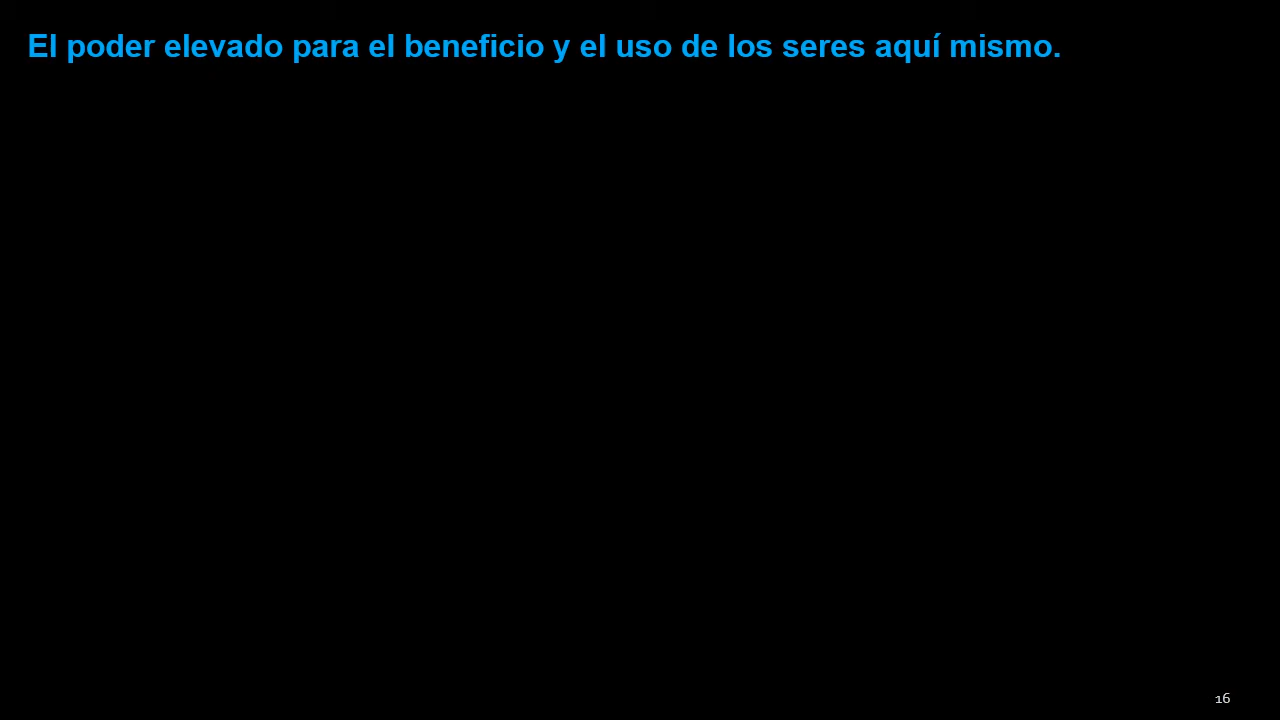 El poder elevado para el beneficio y el uso de los seres aquí mismo.
16